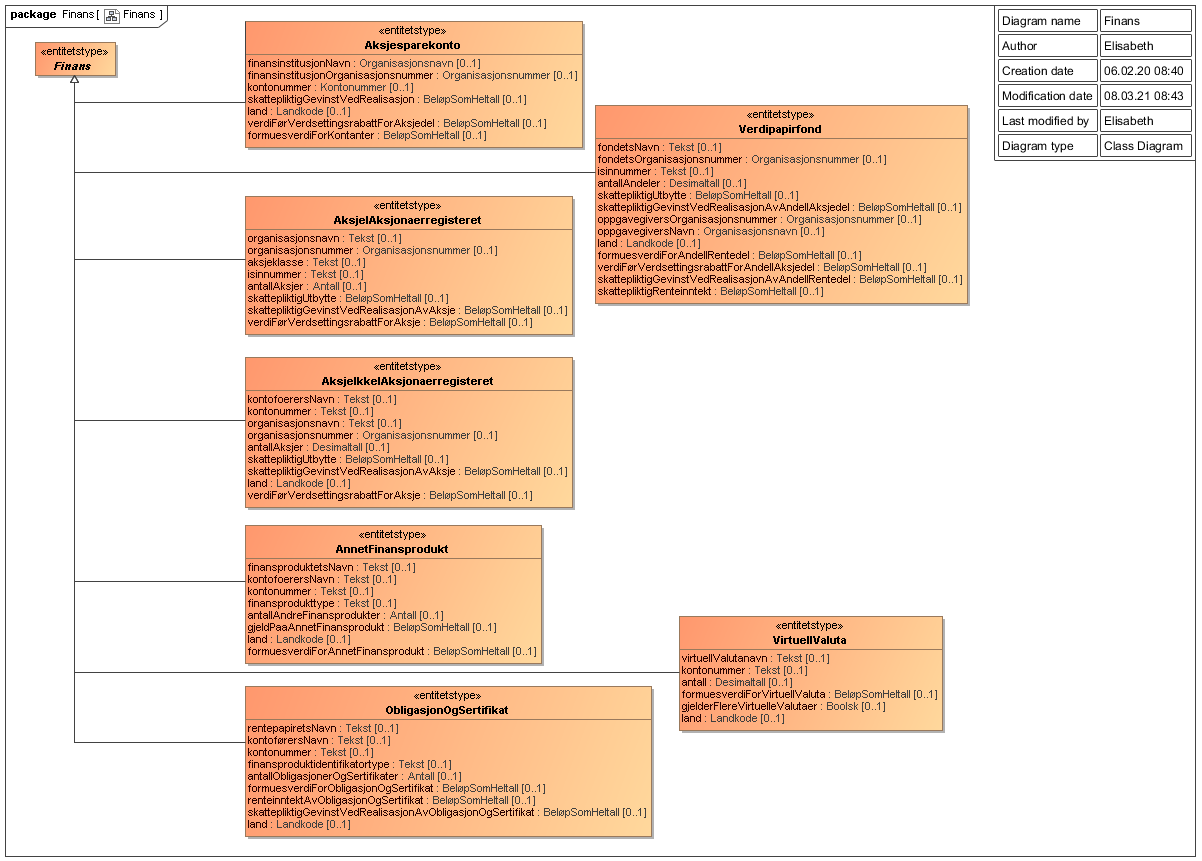 package Finans [ Finans ]
Diagram name Finans
Author Elisabeth
Creation date 06.02.20 08:40
Modification date 08.03.21 08:43
Last modified by Elisabeth
Diagram type Class Diagram
«entitetstype»
Finans
«entitetstype»
Aksjesparekonto
finansinstitusjonNavn : Organisasjonsnavn [0..1]
finansinstitusjonOrganisasjonsnummer : Organisasjonsnummer [0..1]
kontonummer : Kontonummer [0..1]
skattepliktigGevinstVedRealisasjon : BeløpSomHeltall [0..1]
land : Landkode [0..1]
verdiFørVerdsettingsrabattForAksjedel : BeløpSomHeltall [0..1]
formuesverdiForKontanter : BeløpSomHeltall [0..1]
«entitetstype»
Verdipapirfond
fondetsNavn : Tekst [0..1]
fondetsOrganisasjonsnummer : Organisasjonsnummer [0..1]
isinnummer : Tekst [0..1]
antallAndeler : Desimaltall [0..1]
skattepliktigUtbytte : BeløpSomHeltall [0..1]
skattepliktigGevinstVedRealisasjonAvAndelIAksjedel : BeløpSomHeltall [0..1]
oppgavegiversOrganisasjonsnummer : Organisasjonsnummer [0..1]
oppgavegiversNavn : Organisasjonsnavn [0..1]
land : Landkode [0..1]
formuesverdiForAndelIRentedel : BeløpSomHeltall [0..1]
verdiFørVerdsettingsrabattForAndelIAksjedel : BeløpSomHeltall [0..1]
skattepliktigGevinstVedRealisasjonAvAndelIRentedel : BeløpSomHeltall [0..1]
skattepliktigRenteinntekt : BeløpSomHeltall [0..1]
«entitetstype»
AksjeIAksjonaerregisteret
organisasjonsnavn : Tekst [0..1]
organisasjonsnummer : Organisasjonsnummer [0..1]
aksjeklasse : Tekst [0..1]
isinnummer : Tekst [0..1]
antallAksjer : Antall [0..1]
skattepliktigUtbytte : BeløpSomHeltall [0..1]
skattepliktigGevinstVedRealisasjonAvAksje : BeløpSomHeltall [0..1]
verdiFørVerdsettingsrabattForAksje : BeløpSomHeltall [0..1]
«entitetstype»
AksjeIkkeIAksjonaerregisteret
kontofoerersNavn : Tekst [0..1]
kontonummer : Tekst [0..1]
organisasjonsnavn : Tekst [0..1]
organisasjonsnummer : Organisasjonsnummer [0..1]
antallAksjer : Desimaltall [0..1]
skattepliktigUtbytte : BeløpSomHeltall [0..1]
skattepliktigGevinstVedRealisasjonAvAksje : BeløpSomHeltall [0..1]
land : Landkode [0..1]
verdiFørVerdsettingsrabattForAksje : BeløpSomHeltall [0..1]
«entitetstype»
AnnetFinansprodukt
finansproduktetsNavn : Tekst [0..1]
kontofoerersNavn : Tekst [0..1]
kontonummer : Tekst [0..1]
finansprodukttype : Tekst [0..1]
antallAndreFinansprodukter : Antall [0..1]
gjeldPaaAnnetFinansprodukt : BeløpSomHeltall [0..1]
land : Landkode [0..1]
formuesverdiForAnnetFinansprodukt : BeløpSomHeltall [0..1]
«entitetstype»
VirtuellValuta
virtuellValutanavn : Tekst [0..1]
kontonummer : Tekst [0..1]
antall : Desimaltall [0..1]
formuesverdiForVirtuellValuta : BeløpSomHeltall [0..1]
gjelderFlereVirtuelleValutaer : Boolsk [0..1]
land : Landkode [0..1]
«entitetstype»
ObligasjonOgSertifikat
rentepapiretsNavn : Tekst [0..1]
kontoførersNavn : Tekst [0..1]
kontonummer : Tekst [0..1]
finansproduktidentifikatortype : Tekst [0..1]
antallObligasjonerOgSertifikater : Antall [0..1]
formuesverdiForObligasjonOgSertifikat : BeløpSomHeltall [0..1]
renteinntektAvObligasjonOgSertifikat : BeløpSomHeltall [0..1]
skattepliktigGevinstVedRealisasjonAvObligasjonOgSertifikat : BeløpSomHeltall [0..1]
land : Landkode [0..1]